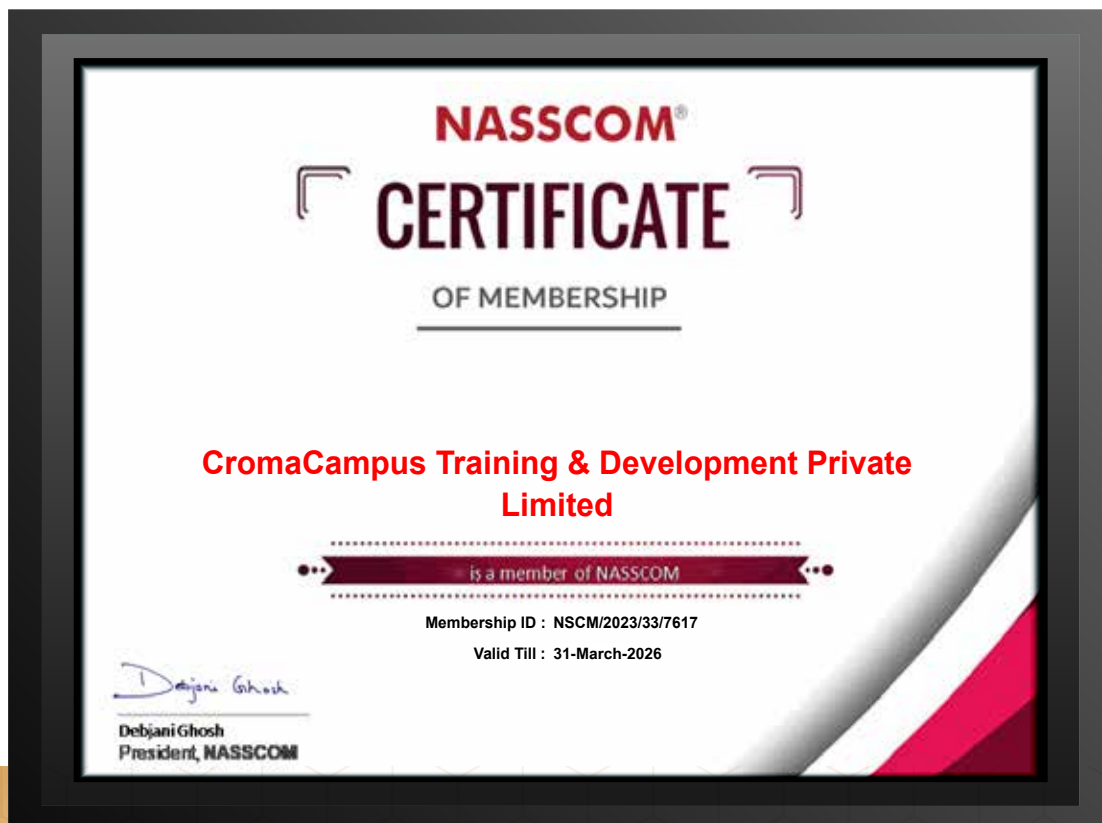 NASSCOM®
CERTIFICATE
OF MEMBERSHIP
CromaCampus Training & Development Private
Limited
is a member of NASSCOM
Membership ID : NSCM/2023/33/7617
Valid Till : 31-March-2026
Debjani Ghosh
Debjani Ghosh
President, NASSCOM